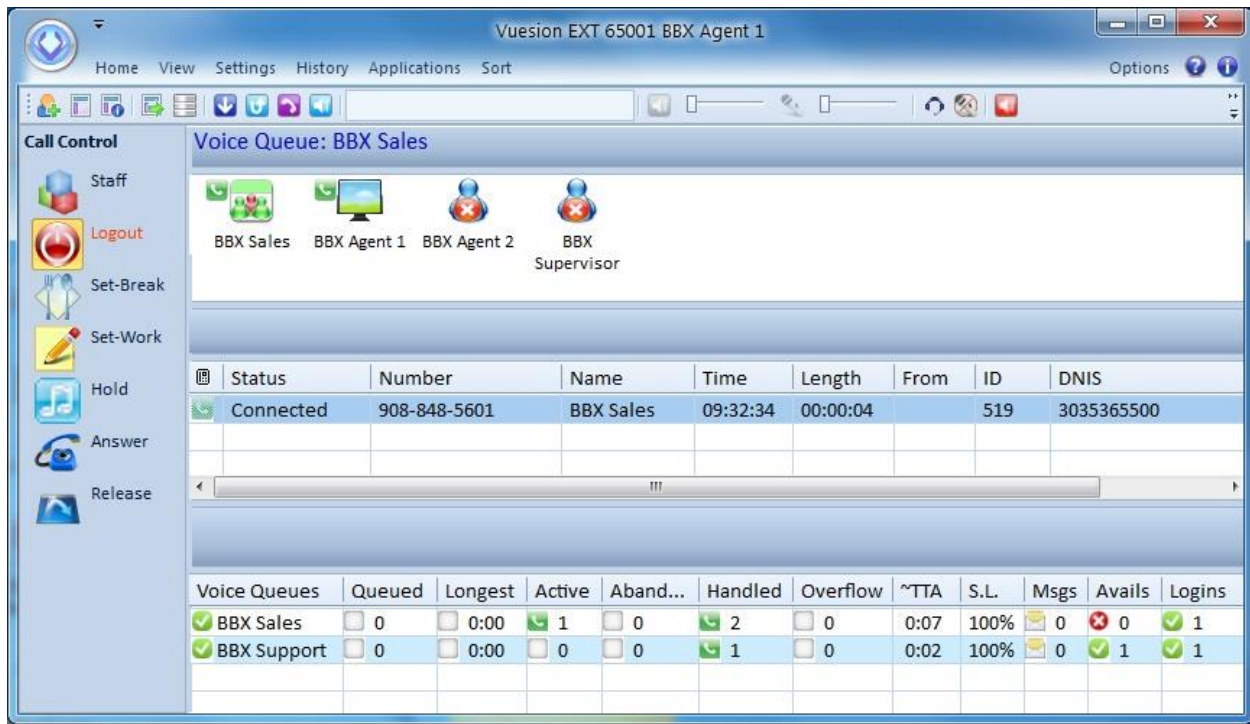 Vuesion EXT 65001 BBX Agent 1
Home View Settings History Applications Sort Options
Call Control
Staff
Logout
Set-Break
Set-Work
Hold
Answer
Release
Voice Queue: BBX Sales
BBX Sales BBX Agent 1 BBX Agent 2 BBX Supervisor
Status Number Name Time Length From ID DNIS
Connected 908-848-5601 BBX Sales 09:32:34 00:00:04 519 3035365500
Voice Queues Queued Longest Active Aband... Handled Overflow ~TTA S.L. Msgs Avails Logins
BBX Sales 0 0:00 1 0 2 0 0:07 100% 0 0 1
BBX Support 0 0:00 0 0 1 0 0:02 100% 0 1 1